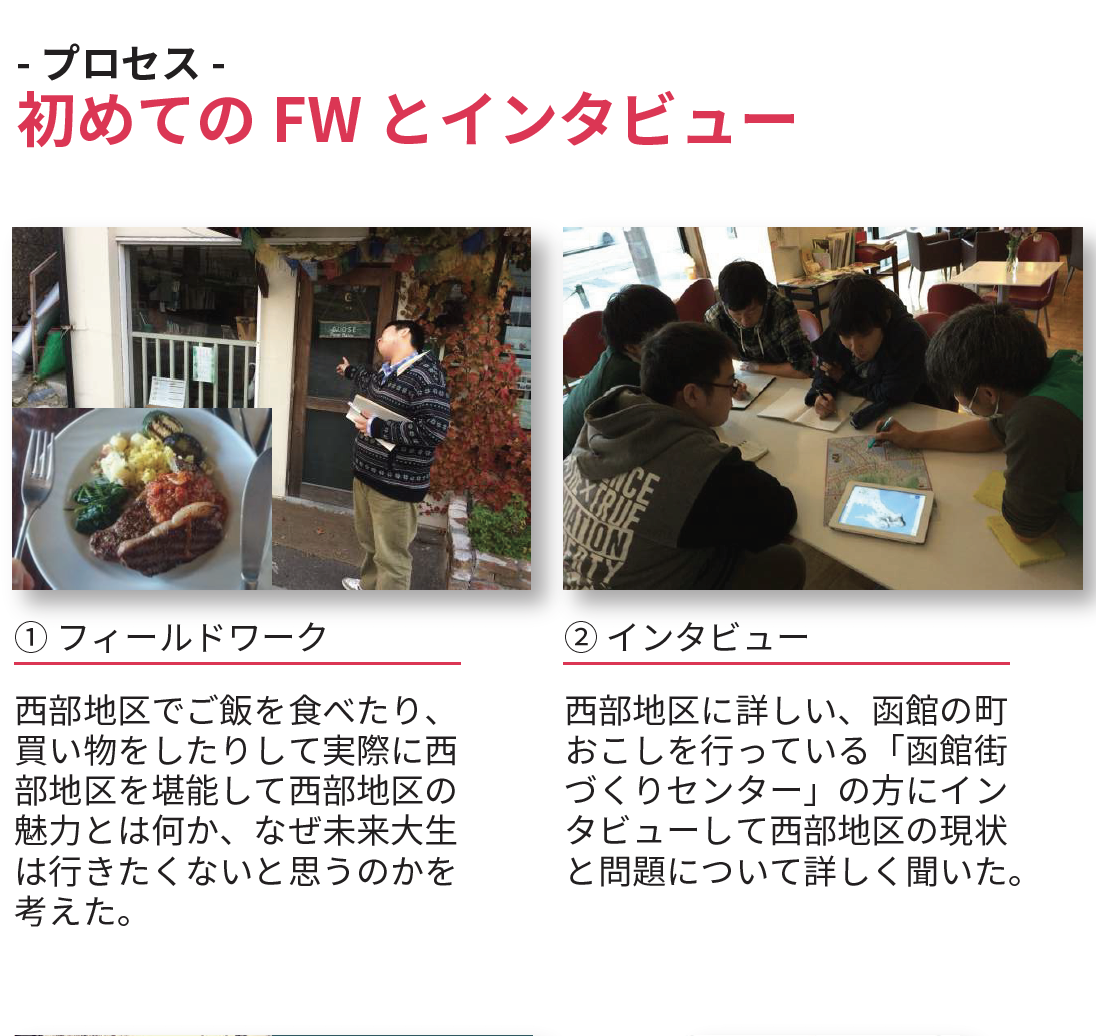 - プロセス -
初めての FW とインタビュー
CLOSE
NCE
TRUE
ATION
① フィールドワーク
② インタビュー
西部地区でご飯を食べたり、
買い物をしたりして実際に西
部地区を堪能して西部地区の
魅力とは何か、なぜ未来大生
は行きたくないと思うのかを
考えた。
西部地区に詳しい、函館の町
おこしを行っている「函館街
づくりセンター」の方にイン
タビューして西部地区の現状
と問題について詳しく聞いた。